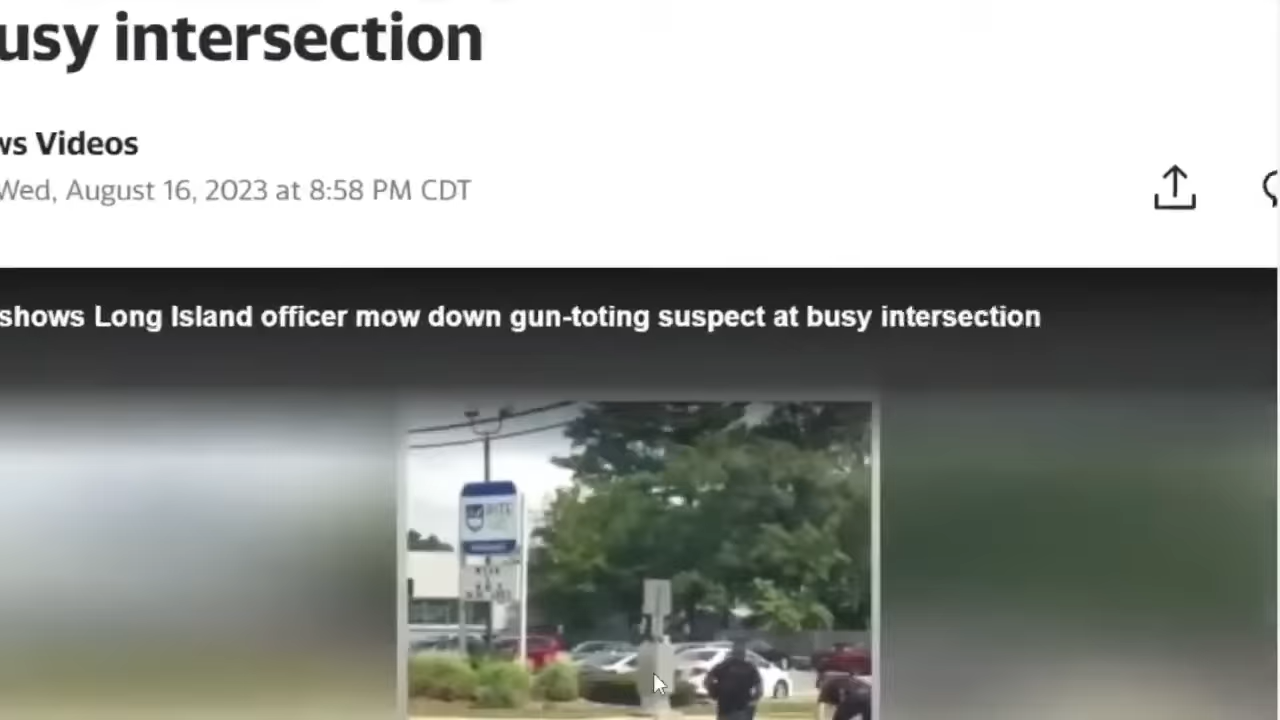 usy intersection
ws Videos
Wed, August 16, 2023 at 8:58 PM CDT
shows Long Island officer mow down gun-toting suspect at busy intersection
RITE